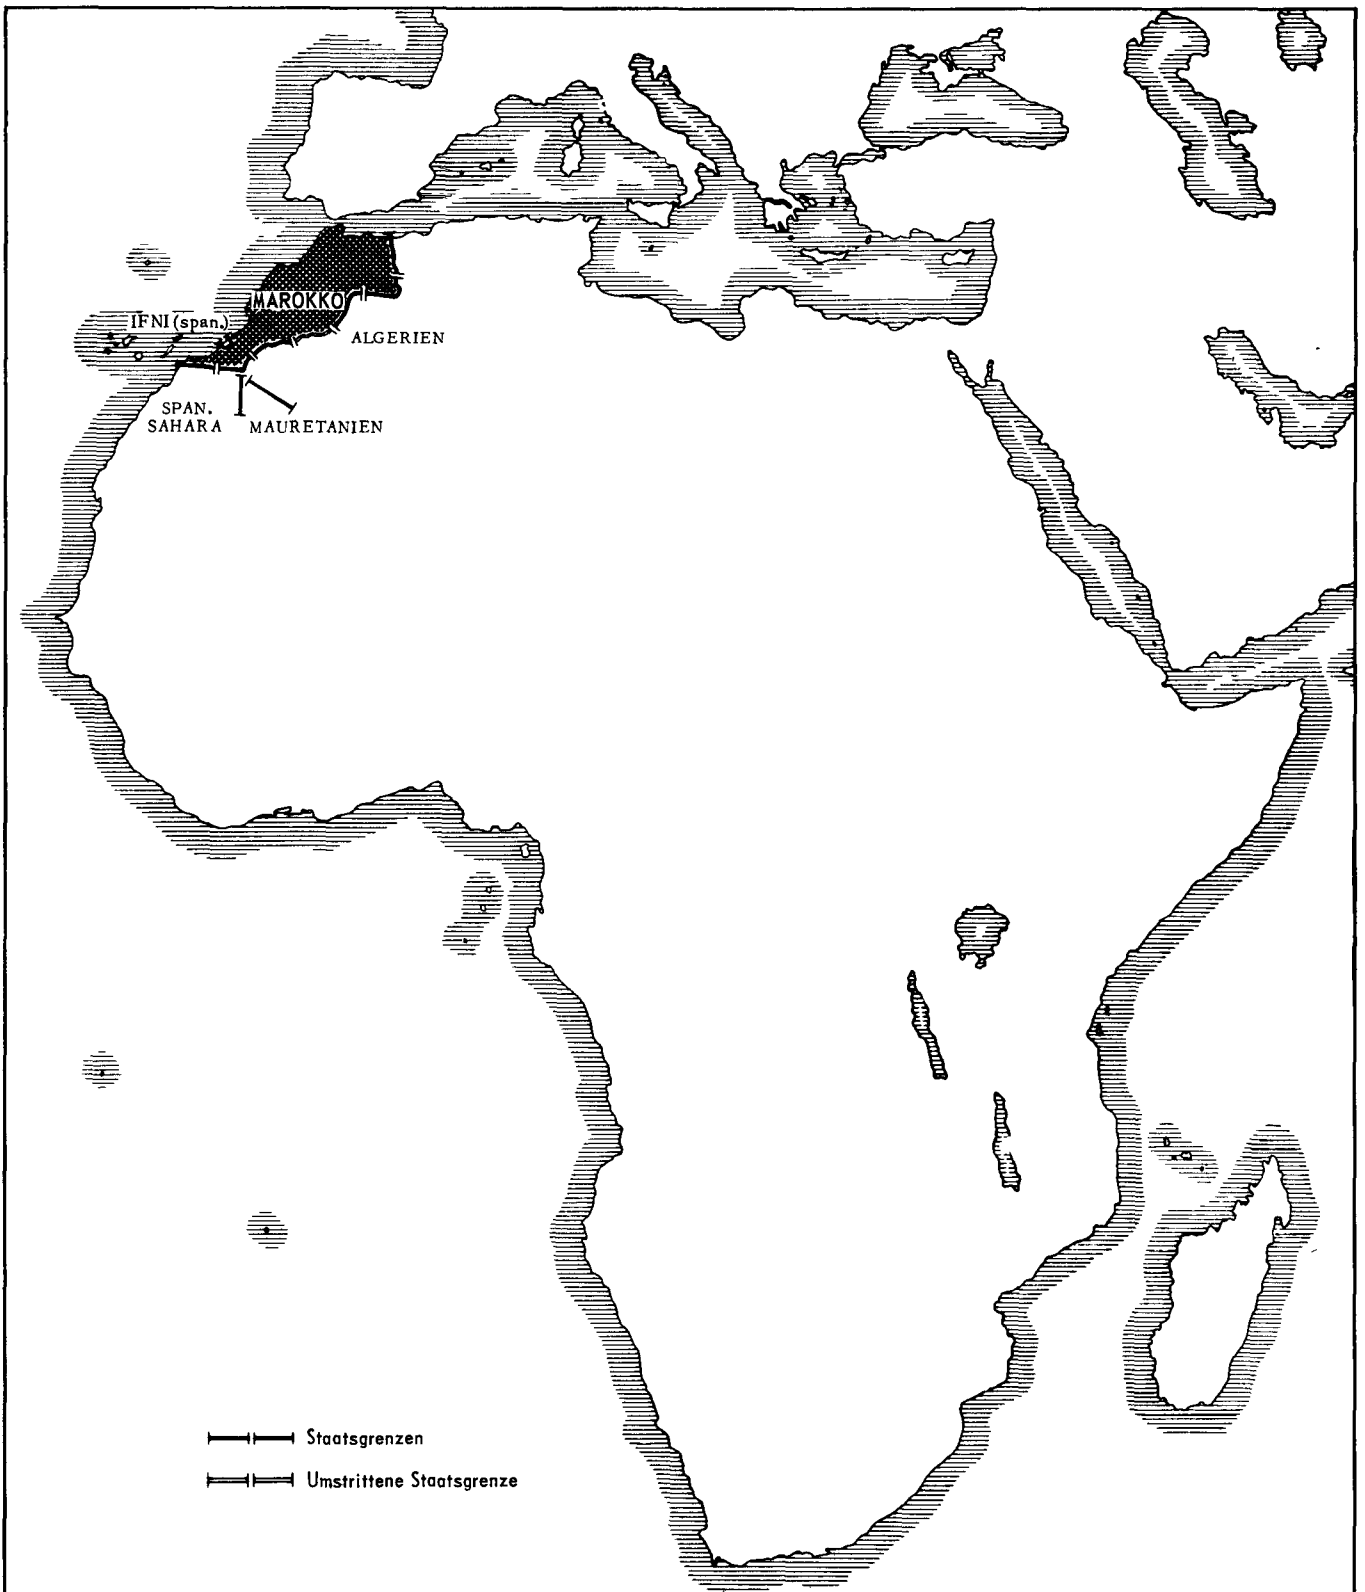 IFNI (span.)
MAROKKO
ALGERIEN
SPAN.
SAHARA
MAURETANIEN
Staatsgrenzen
Umstrittene Staatsgrenze